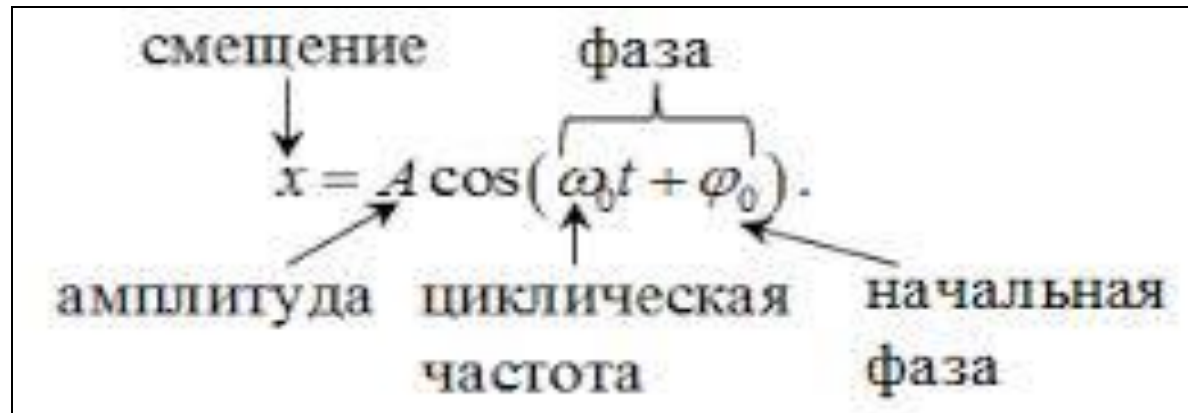 смещение фаза
x = A cos( ω₀t + φ₀ ).
амплитуда циклическая начальная
частота фаза